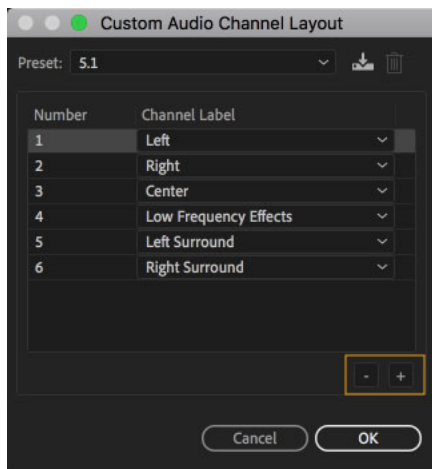 Custom Audio Channel Layout
Preset: 5.1
Number Channel Label
1 Left
2 Right
3 Center
4 Low Frequency Effects
5 Left Surround
6 Right Surround
- +
Cancel OK